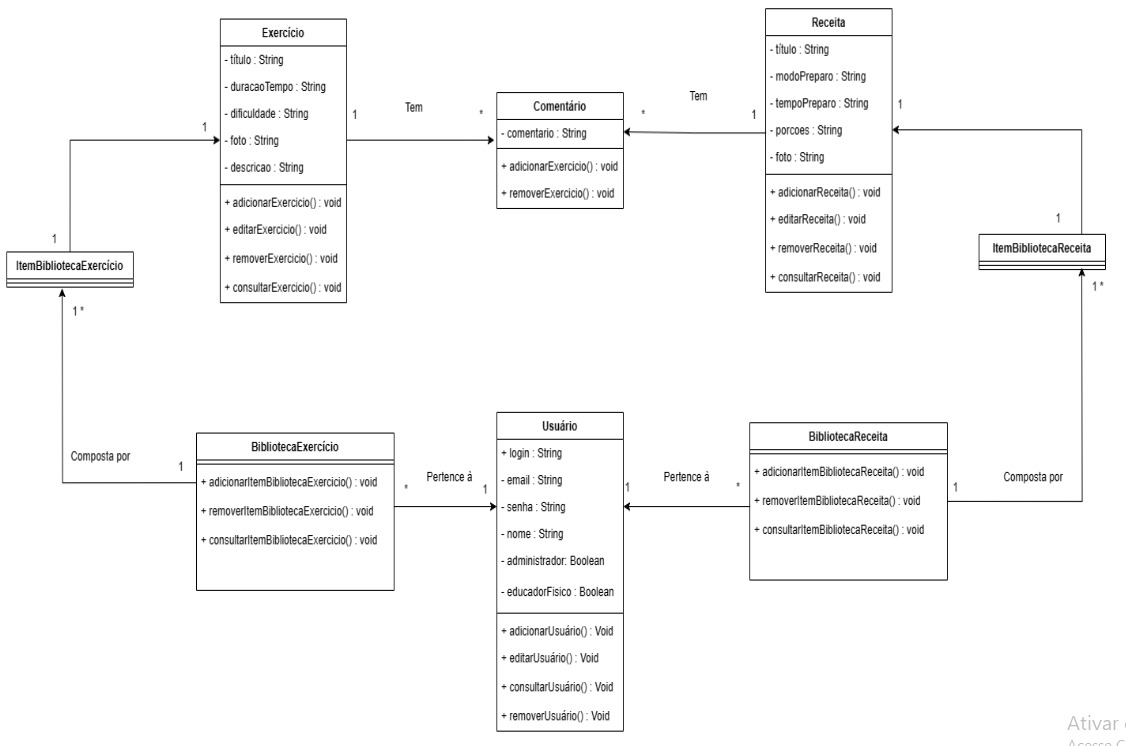 Exercício
- título : String
- duracaoTempo : String
- dificuldade : String
- foto : String
- descricao : String
+ adicionarExercicio() : void
+ editarExercicio() : void
+ removerExercicio() : void
+ consultarExercicio() : void
1
Tem
*
Comentário
- comentario : String
+ adicionarExercicio() : void
+ removerExercicio() : void
*
Tem
1
Receita
- título : String
- modoPreparo : String
- tempoPreparo : String
- porcoes : String
- foto : String
+ adicionarReceita() : void
+ editarReceita() : void
+ removerReceita() : void
+ consultarReceita() : void
1
1
1
ItemBibliotecaExercício
1 *
1
ItemBibliotecaReceita
1 *
Composta por
1
BibliotecaExercício
+ adicionarItemBibliotecaExercicio() : void
+ removerItemBibliotecaExercicio() : void
+ consultarItemBibliotecaExercicio() : void
*
Pertence à
1
Usuário
+ login : String
- email : String
- senha : String
- nome : String
- administrador: Boolean
- educadorFisico : Boolean
+ adicionarUsuário() : Void
+ editarUsuário() : Void
+ consultarUsuário() : Void
+ removerUsuário() : Void
1
Pertence à
*
BibliotecaReceita
+ adicionarItemBibliotecaReceita() : void
+ removerItemBibliotecaReceita() : void
+ consultarItemBibliotecaReceita() : void
1
Composta por
Ativar